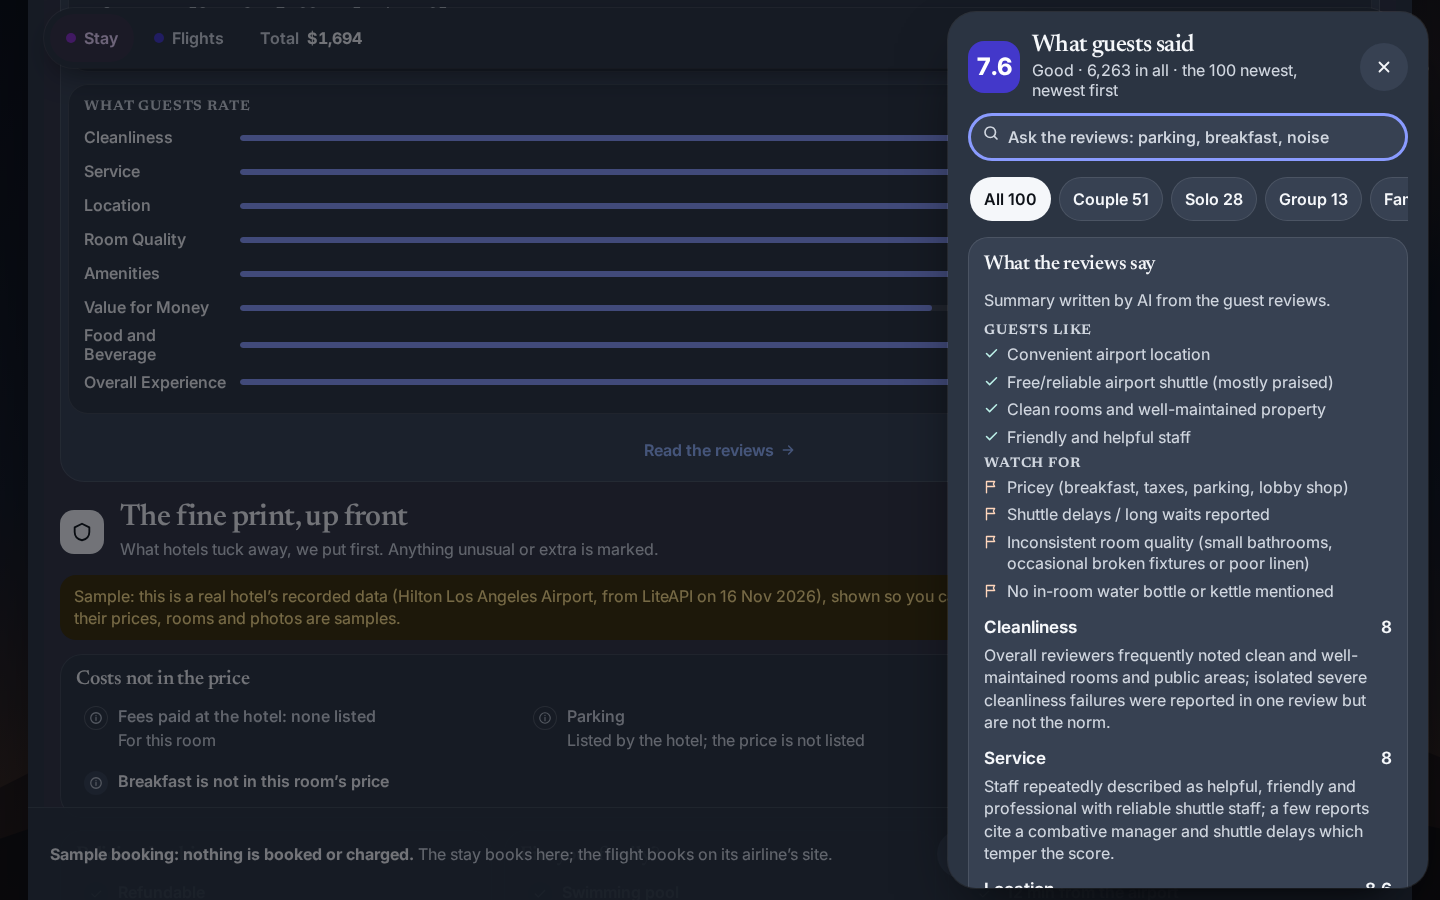 Stay
Flights
Total $1,694
WHAT GUESTS RATE
Cleanliness
Service
Location
Room Quality
Amenities
Value for Money
Food and
Beverage
Overall Experience
Read the reviews →
The fine print, up front
What hotels tuck away, we put first. Anything unusual or extra is marked.
Sample: this is a real hotel's recorded data (Hilton Los Angeles Airport, from LiteAPI on 16 Nov 2026), shown so you
their prices, rooms and photos are samples.
Costs not in the price
Fees paid at the hotel: none listed
For this room
Parking
Listed by the hotel; the price is not listed
Breakfast is not in this room's price
Sample booking: nothing is booked or charged. The stay books here; the flight books on its airline's site.
Refundable
Swimming pool
7.6
What guests said
Good · 6,263 in all · the 100 newest,
newest first
Ask the reviews: parking, breakfast, noise
All 100
Couple 51
Solo 28
Group 13
What the reviews say
Summary written by AI from the guest reviews.
GUESTS LIKE
Convenient airport location
Free/reliable airport shuttle (mostly praised)
Clean rooms and well-maintained property
Friendly and helpful staff
WATCH FOR
Pricey (breakfast, taxes, parking, lobby shop)
Shuttle delays / long waits reported
Inconsistent room quality (small bathrooms,
occasional broken fixtures or poor linen)
No in-room water bottle or kettle mentioned
Cleanliness 8
Overall reviewers frequently noted clean and well-
maintained rooms and public areas; isolated severe
cleanliness failures were reported in one review but
are not the norm.
Service 8
Staff repeatedly described as helpful, friendly and
professional with reliable shuttle staff; a few reports
cite a combative manager and shuttle delays which
temper the score.
Location 8.6